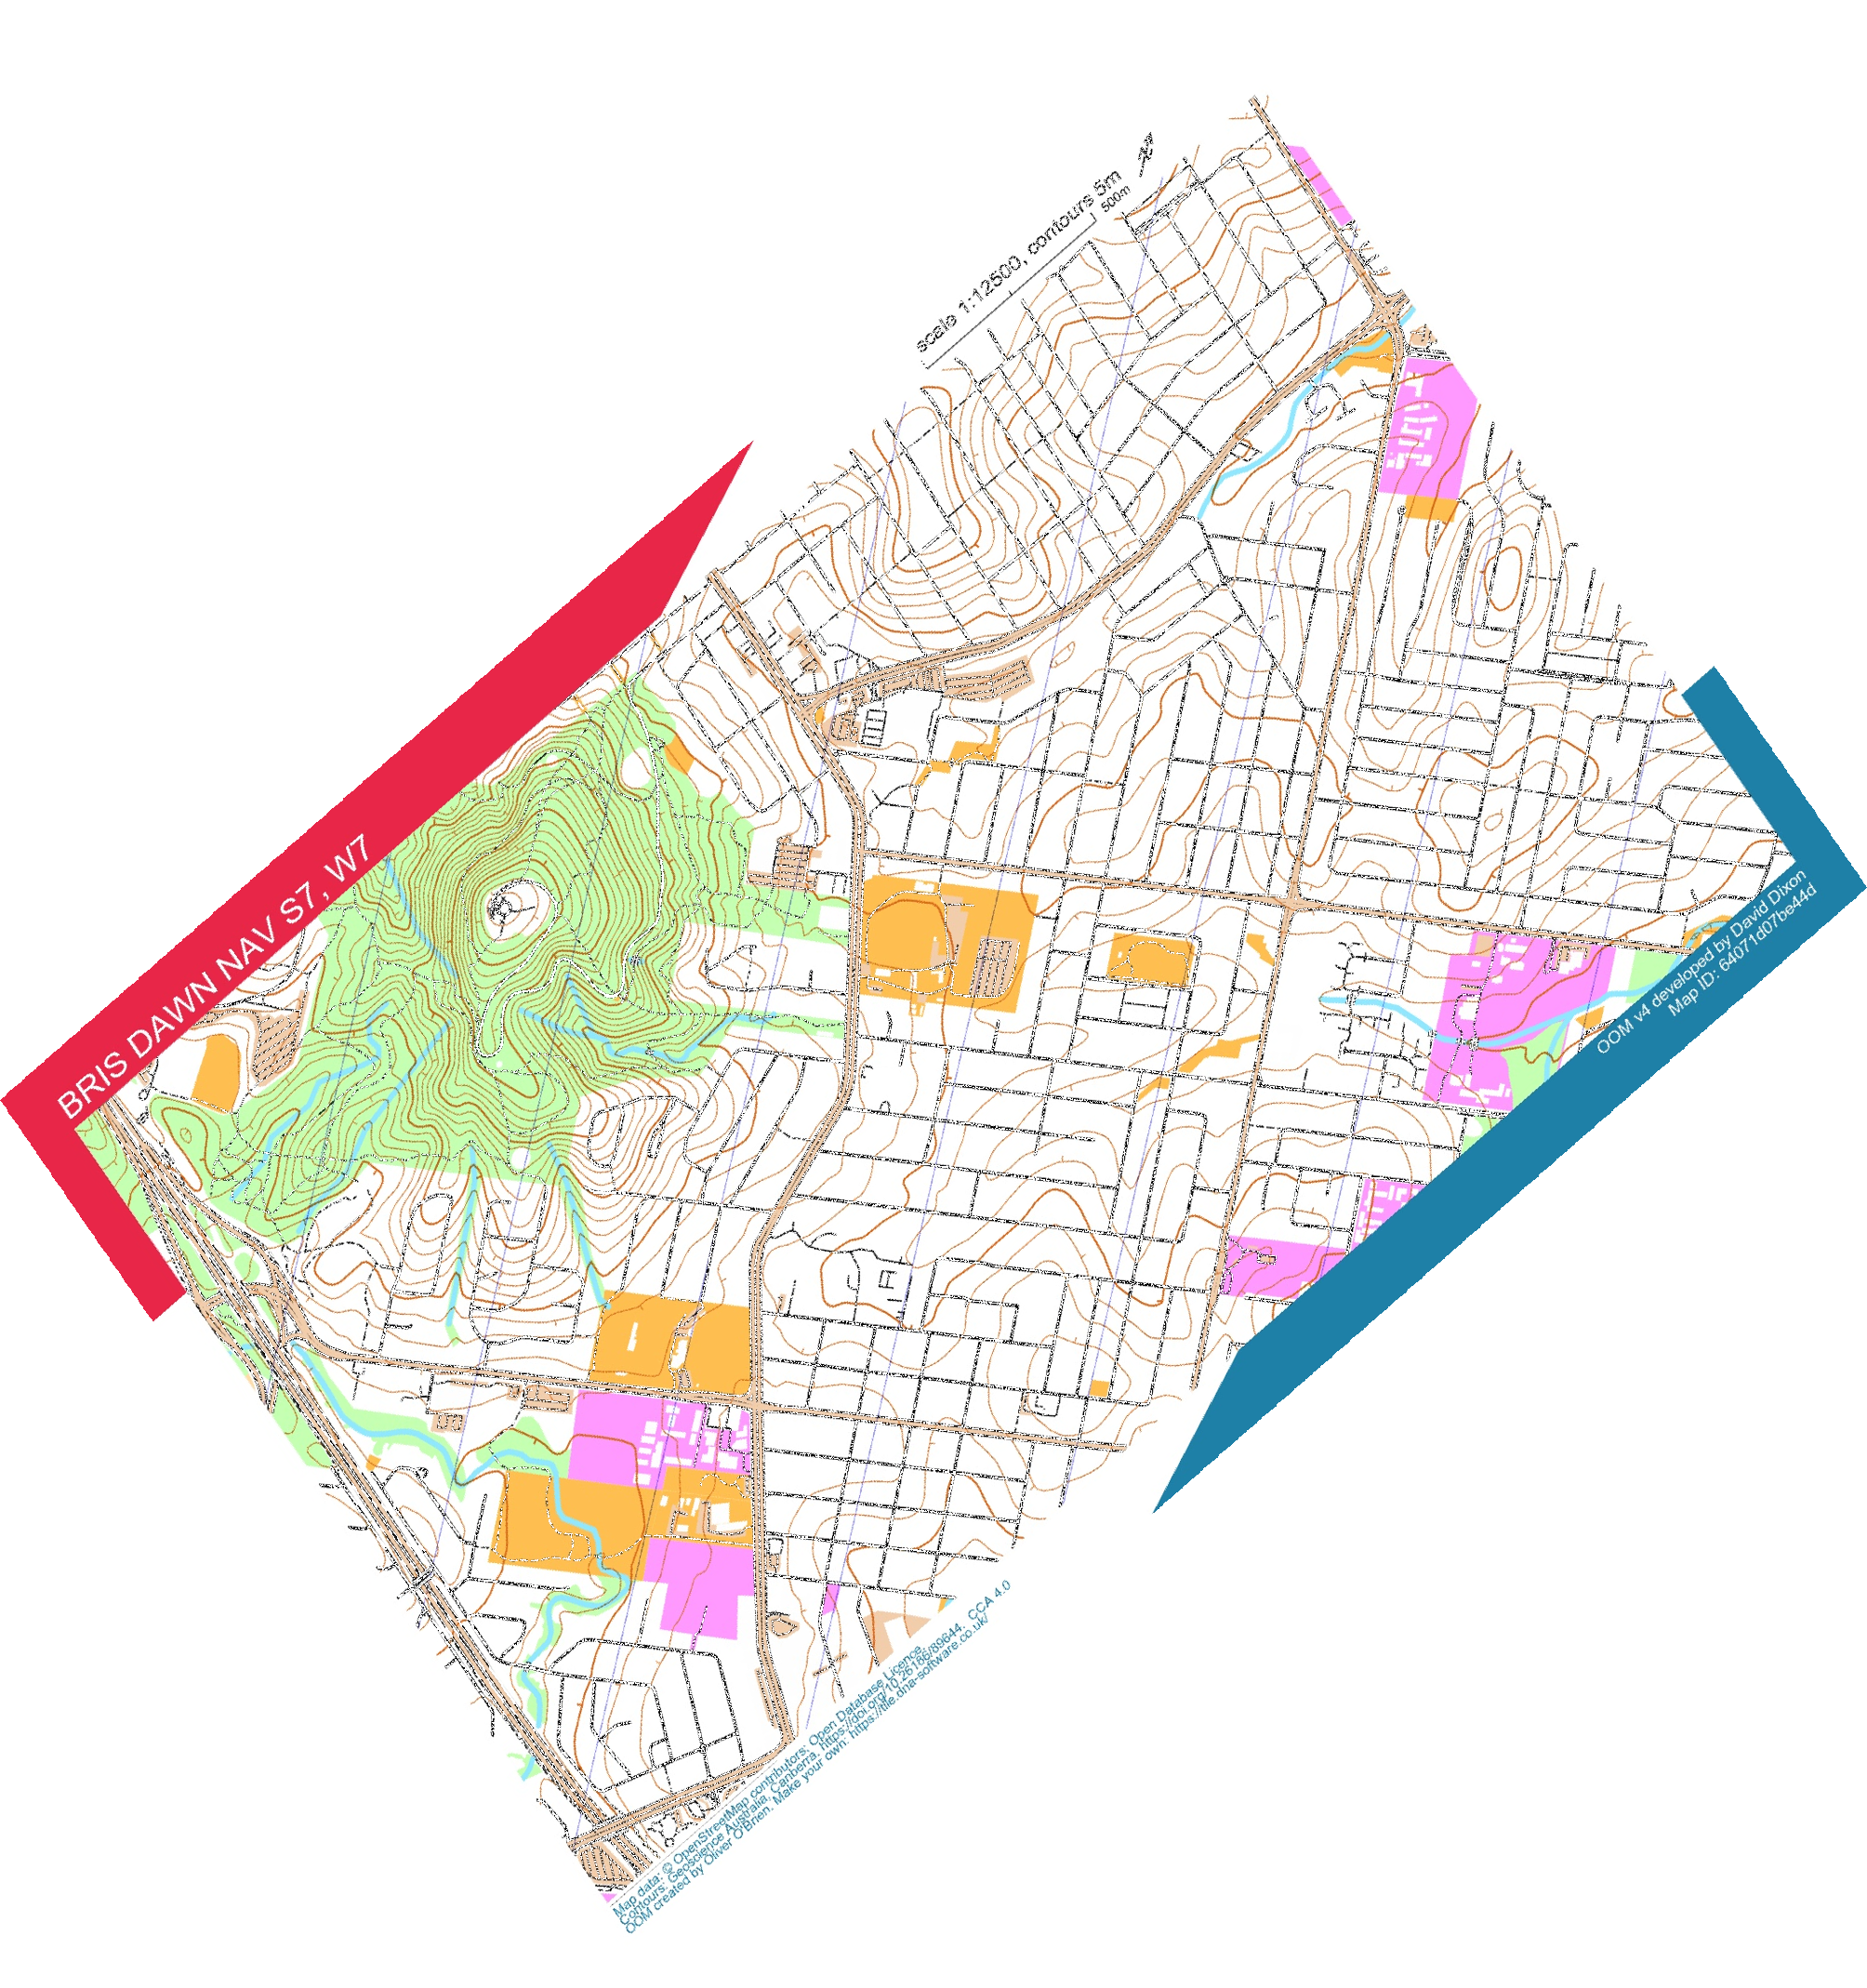 scale 1:12500, contours 5m
500m
BRIS DAWN NAV S7, W7
OOM v4 developed by David Dixon
Map ID: 64071d07be44d
Map data: © OpenStreetMap contributors: Open Database Licence.
Contours: Geoscience Australia, Canberra. https://doi.org/10.26186/89644. CCA 4.0
OOM created by Oliver O'Brien. Make your own: https://tile.dna-software.co.uk/